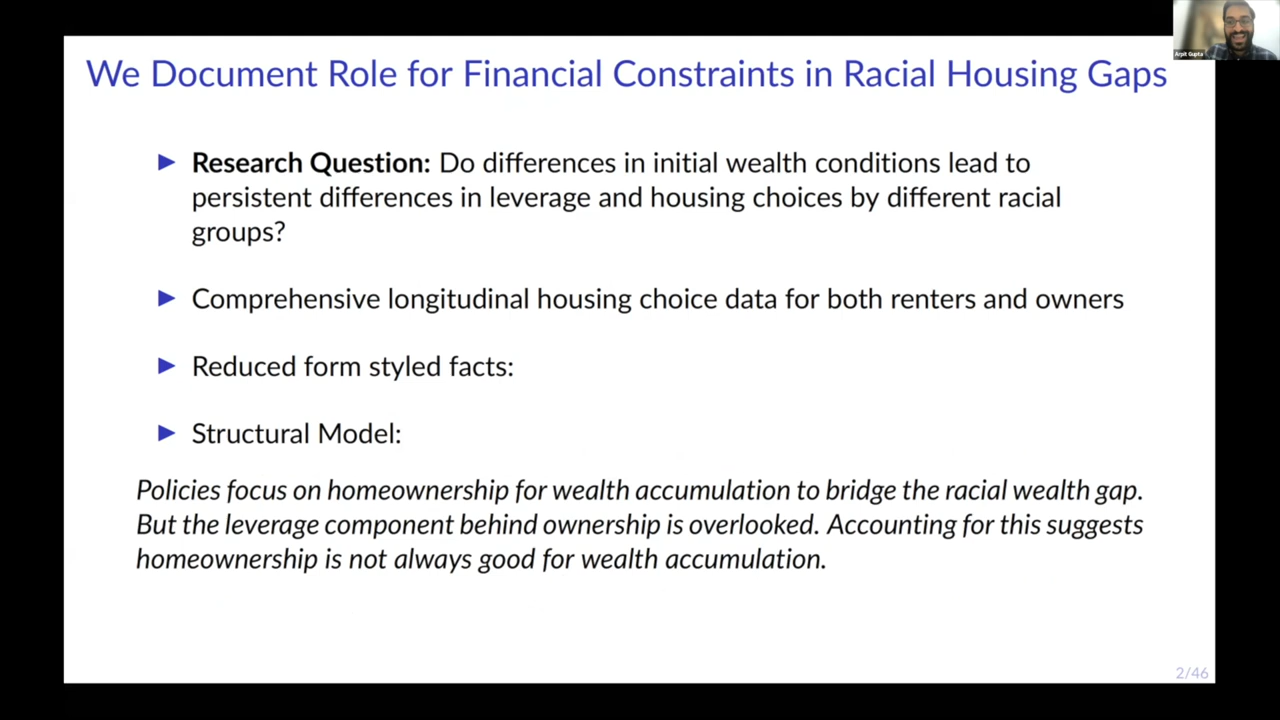 Arpit Gupta
We Document Role for Financial Constraints in Racial Housing Gaps
▶ Research Question: Do differences in initial wealth conditions lead to
persistent differences in leverage and housing choices by different racial
groups?
▶ Comprehensive longitudinal housing choice data for both renters and owners
▶ Reduced form styled facts:
▶ Structural Model:
Policies focus on homeownership for wealth accumulation to bridge the racial wealth gap.
But the leverage component behind ownership is overlooked. Accounting for this suggests
homeownership is not always good for wealth accumulation.
2/46